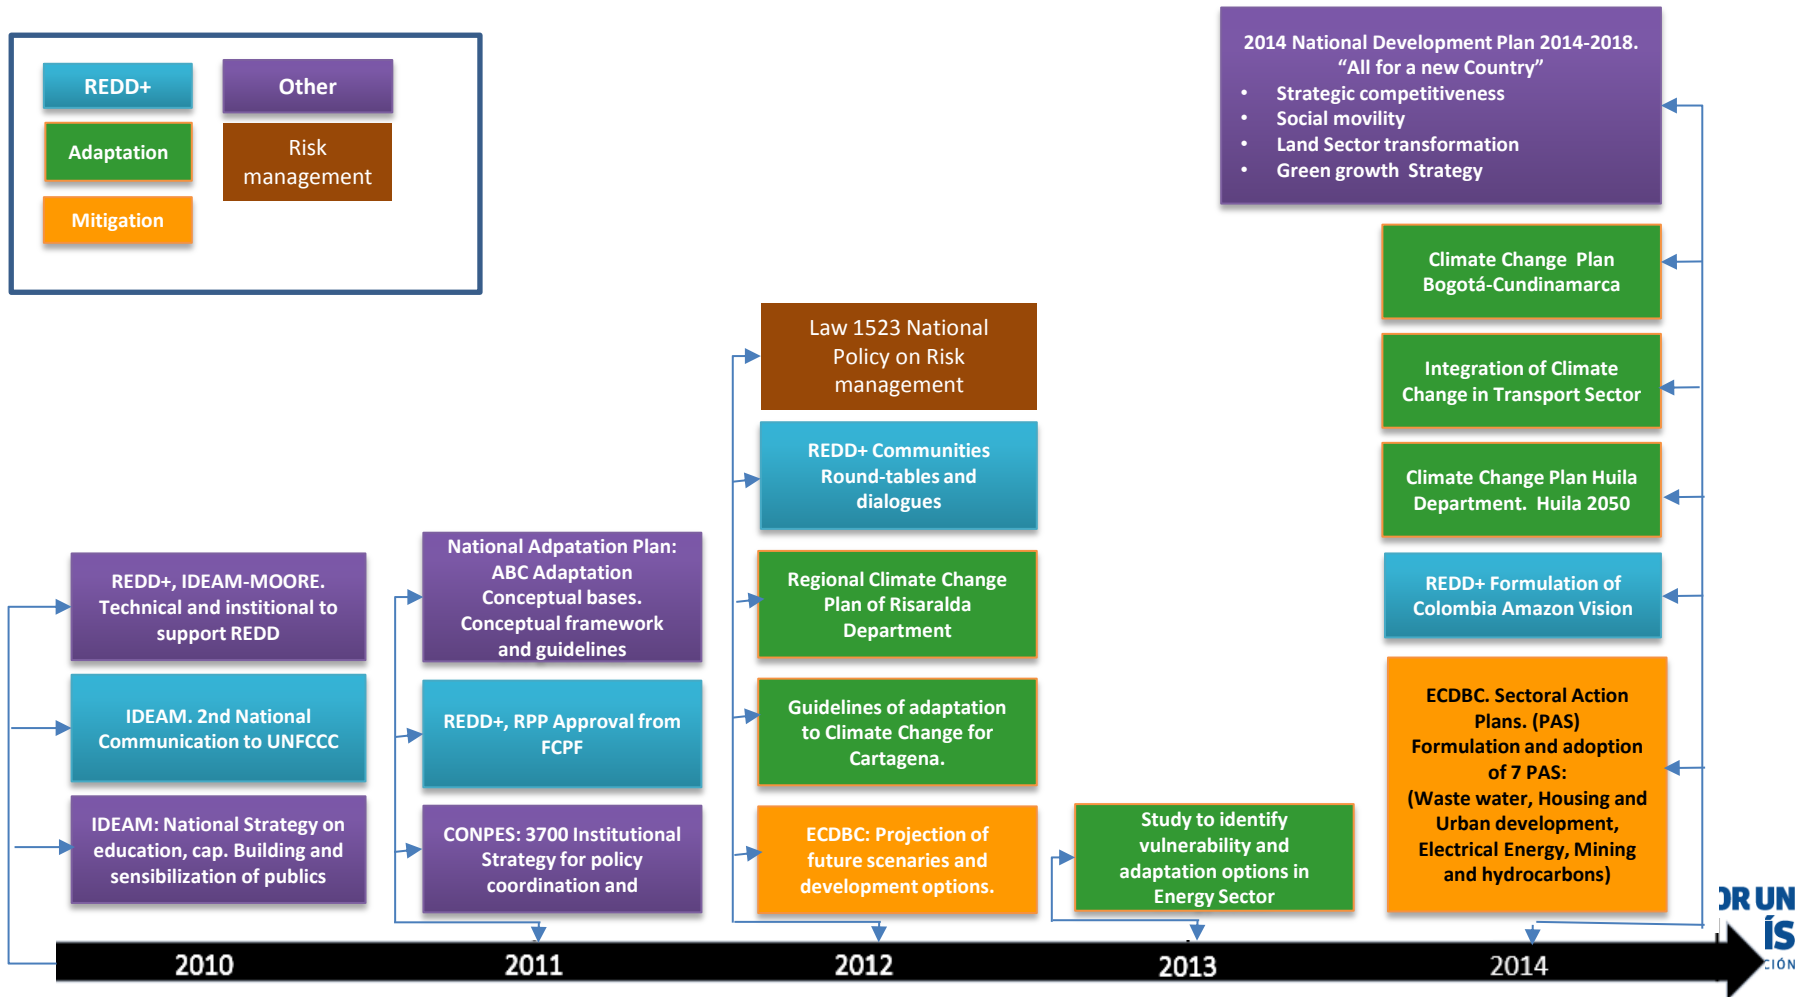 REDD+
Other
Adaptation
Risk
management
Mitigation
2014 National Development Plan 2014-2018.
“All for a new Country”
• Strategic competitiveness
• Social movility
• Land Sector transformation
• Green growth Strategy
Climate Change Plan
Bogotá-Cundinamarca
Integration of Climate
Change in Transport Sector
Climate Change Plan Huila
Department. Huila 2050
REDD+ Formulation of
Colombia Amazon Vision
ECDBC. Sectoral Action
Plans. (PAS)
Formulation and adoption
of 7 PAS:
(Waste water, Housing and
Urban development,
Electrical Energy, Mining
and hydrocarbons)
Law 1523 National
Policy on Risk
management
REDD+ Communities
Round-tables and
dialogues
Regional Climate Change
Plan of Risaralda
Department
Guidelines of adaptation
to Climate Change for
Cartagena.
ECDBC: Projection of
future scenaries and
development options.
Study to identify
vulnerability and
adaptation options in
Energy Sector
National Adpatation Plan:
ABC Adaptation
Conceptual bases.
Conceptual framework
and guidelines
REDD+, RPP Approval from
FCPF
CONPES: 3700 Institutional
Strategy for policy
coordination and
REDD+, IDEAM-MOORE.
Technical and institional to
support REDD
IDEAM. 2nd National
Communication to UNFCCC
IDEAM: National Strategy on
education, cap. Building and
sensibilization of publics
2010
2011
2012
2013
2014
OR UN
ÍS
CIÓN